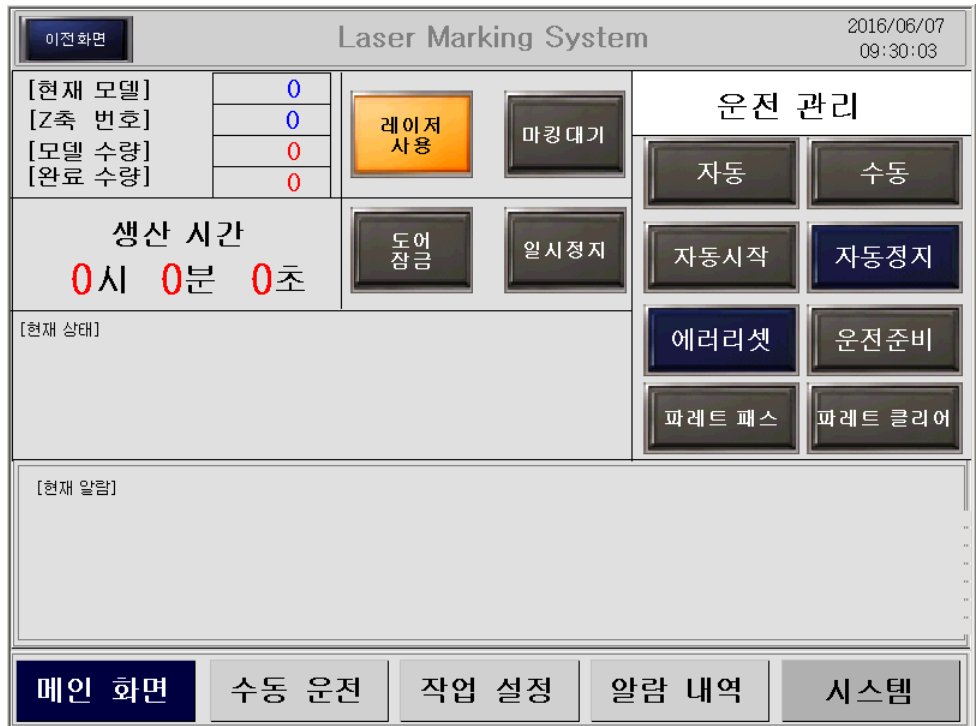 이전화면
Laser Marking System
2016/06/07
09:30:03
[현재 모델] 0
[Z축 번호] 0
[모델 수량] 0
[완료 수량] 0
생산 시간
0시 0분 0초
레이저
사용
마킹대기
도어
잠금
일시정지
운전 관리
자동 수동
자동시작 자동정지
에러리셋 운전준비
파레트 패스 파레트 클리어
[현재 상태]
[현재 알람]
메인 화면 수동 운전 작업 설정 알람 내역 시스템